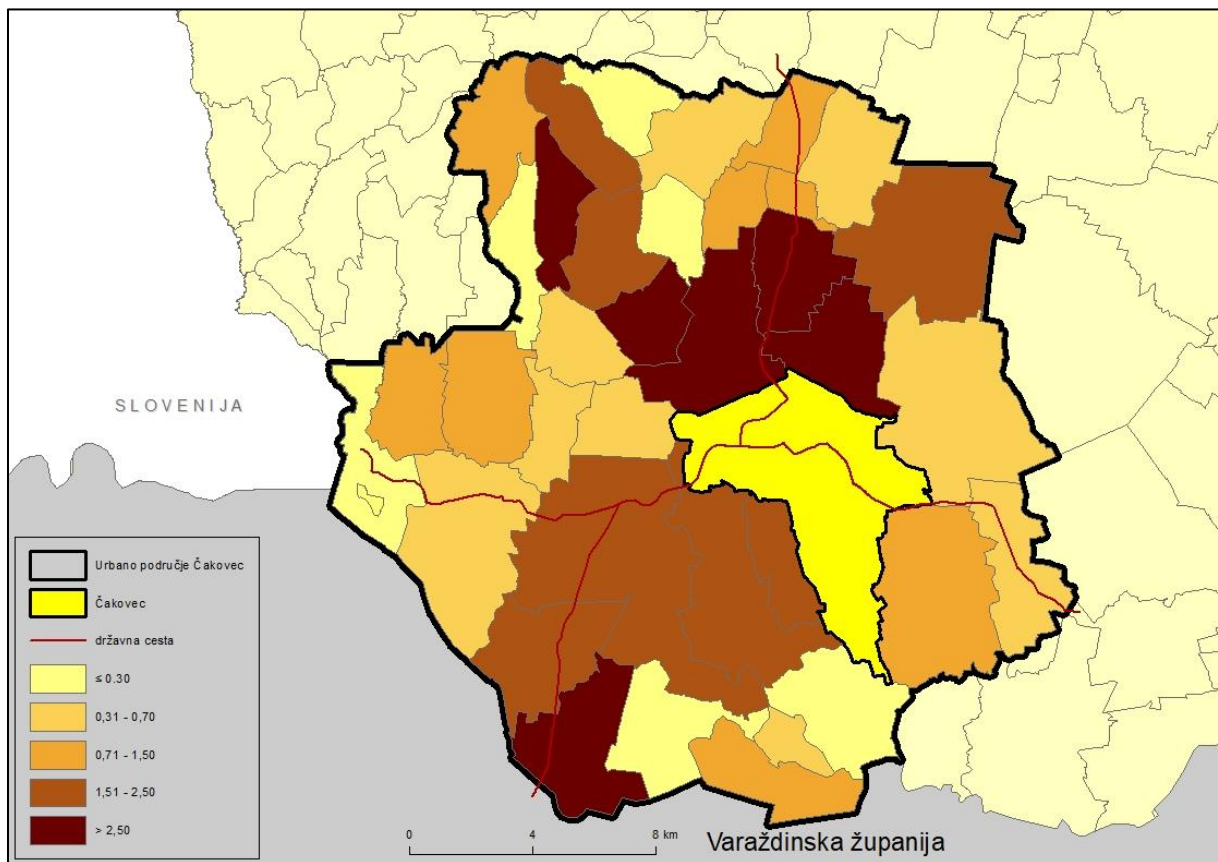 SLOVENIJA
Urbano područje Čakovec
Čakovec
državna cesta
≤ 0.30
0,31 - 0,70
0,71 - 1,50
1,51 - 2,50
> 2,50
0 4 8 km
Varaždinska županija